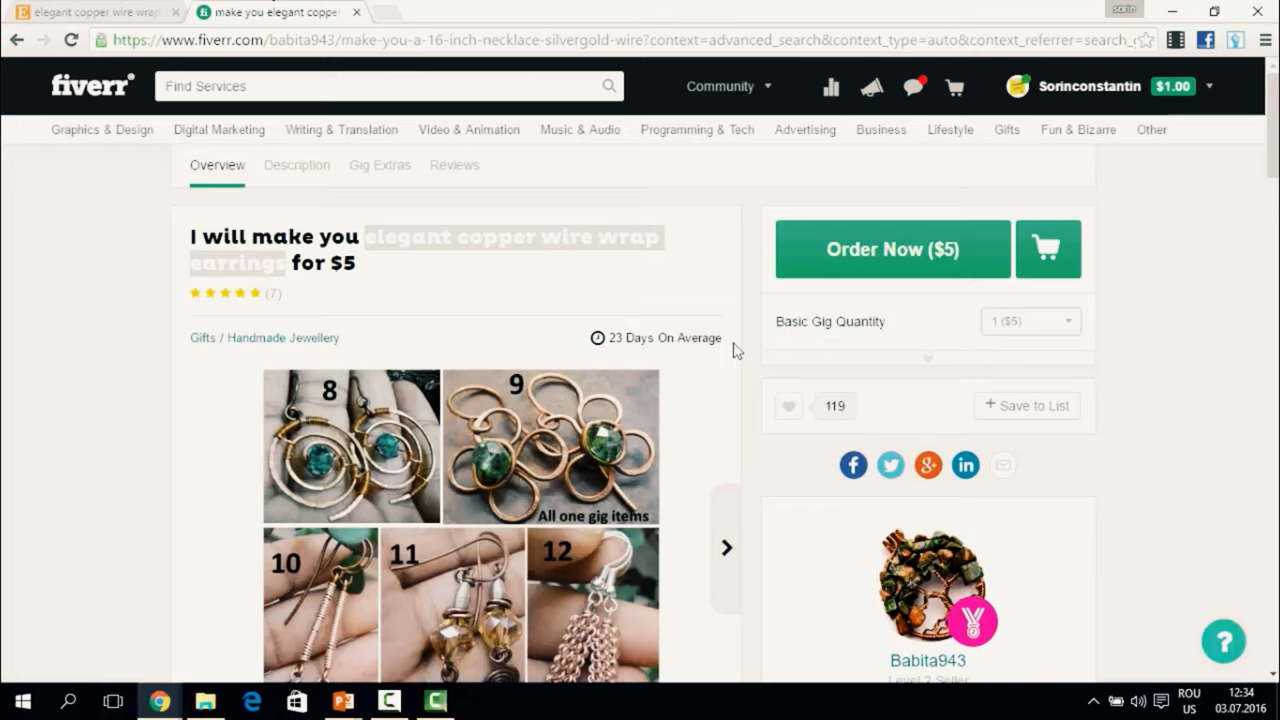 elegant copper wire wrap
make you elegant copper
sorin
https://www.fiverr.com/babita943/make-you-a-16-inch-necklace-silvergold-wire?context=advanced_search&context_type=auto&context_referrer=search_
fiverr
Find Services
Community
Sorinconstantin
$1.00
Graphics & Design
Digital Marketing
Writing & Translation
Video & Animation
Music & Audio
Programming & Tech
Advertising
Business
Lifestyle
Gifts
Fun & Bizarre
Other
Overview
Description
Gig Extras
Reviews
I will make you elegant copper wire wrap
earrings for $5
(7)
Order Now ($5)
Basic Gig Quantity
1 ($5)
Gifts / Handmade Jewellery
23 Days On Average
119
+ Save to List
8
9
All one gig items
10
11
12
Babita943
Level 2 Seller
?
ROU
US
12:34
03.07.2016